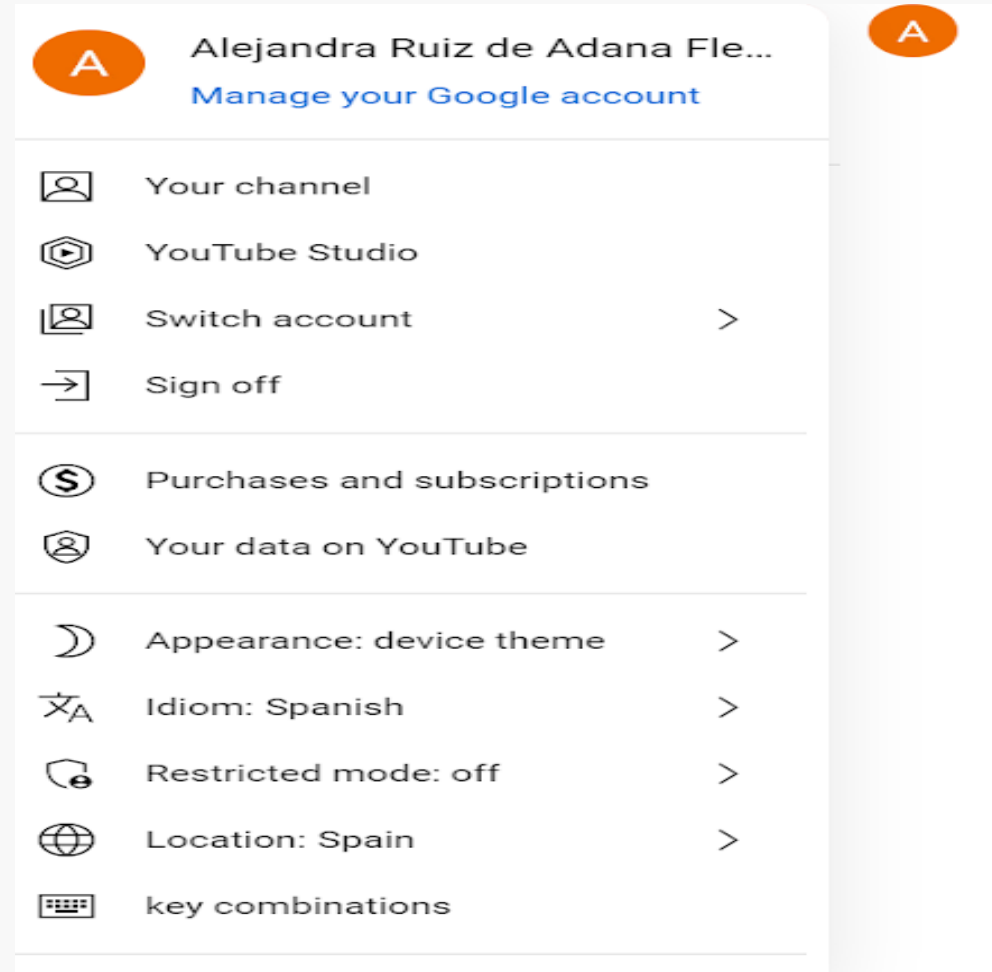 A
Alejandra Ruiz de Adana Fle...
A
Manage your Google account
Your channel
YouTube Studio
Switch account
Sign off
Purchases and subscriptions
Your data on YouTube
Appearance: device theme
Idiom: Spanish
Restricted mode: off
Location: Spain
key combinations